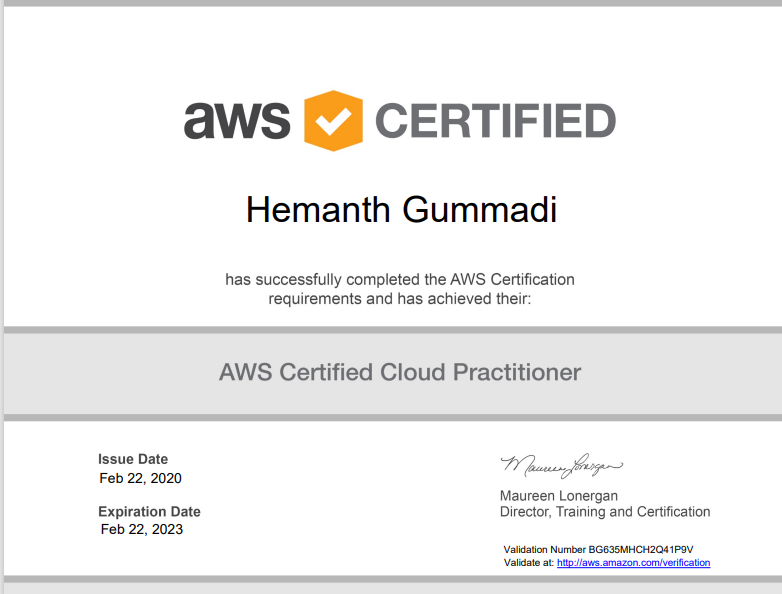 aws CERTIFIED
Hemanth Gummadi
has successfully completed the AWS Certification
requirements and has achieved their:
AWS Certified Cloud Practitioner
Issue Date
Feb 22, 2020
Expiration Date
Feb 22, 2023
Maureen Lonergan
Maureen Lonergan
Director, Training and Certification
Validation Number BG635MHCH2Q41P9V
Validate at: http://aws.amazon.com/verification